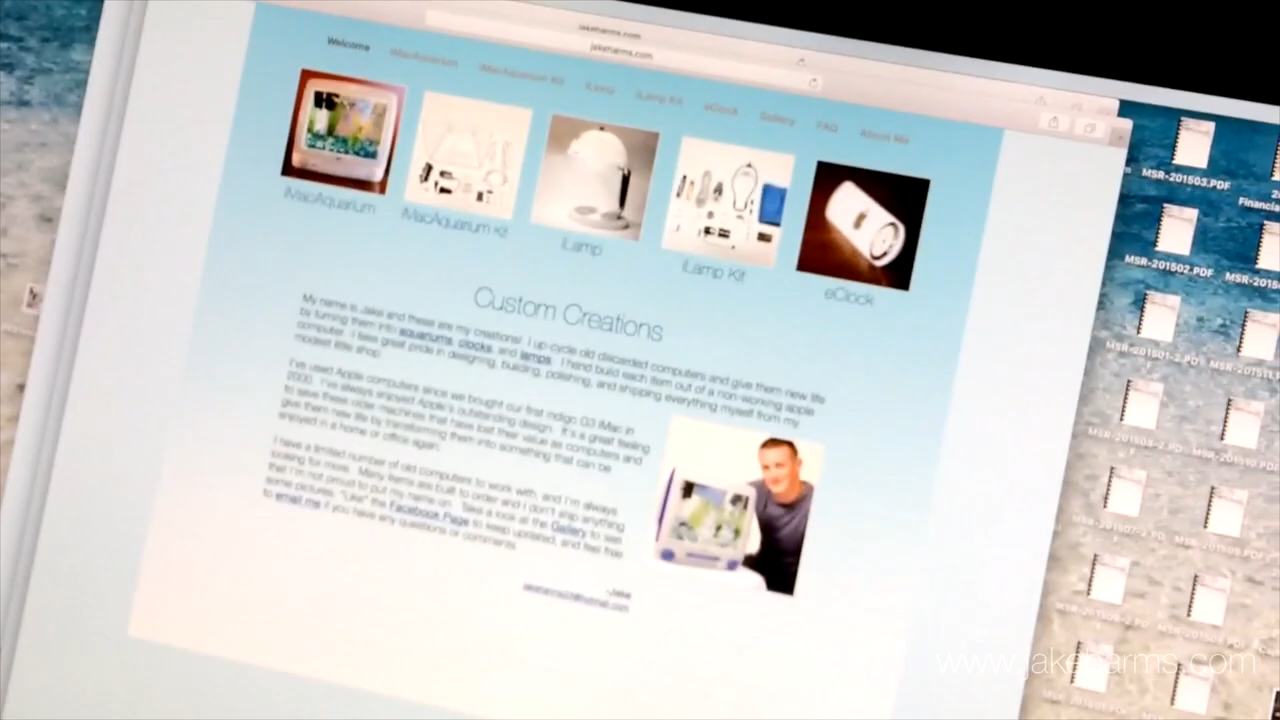 jakeharms.com
jakeharms.com
Welcome iMacAquarium iMacAquarium Kit iLamp iLamp Kit eClock Gallery FAQ About Me
iMacAquarium iMacAquarium Kit iLamp iLamp Kit eClock
Custom Creations
My name is Jake and these are my creations! I up-cycle old discarded computers and give them new life
by turning them into aquariums, clocks, and lamps. I hand build each item out of a non-working apple
computer. I take great pride in designing, building, polishing, and shipping everything myself from my
modest little shop.
I've used Apple computers since we bought our first indigo G3 iMac in
2000. I've always enjoyed Apple's outstanding design. It's a great feeling
to save these older machines that have lost their value as computers and
give them new life by transforming them into something that can be
enjoyed in a home or office again.
I have a limited number of old computers to work with, and I'm always
looking for more. Many items are built to order and I don't ship anything
that I'm not proud to put my name on. Take a look at the Gallery to see
some pictures. "Like" the Facebook Page to keep updated, and feel free
to email me if you have any questions or comments.
-Jake
MSR-201503.PDF
Financia
MSR-201502.PDF
MSR-201501-2.PDF
www.jakeharms.com